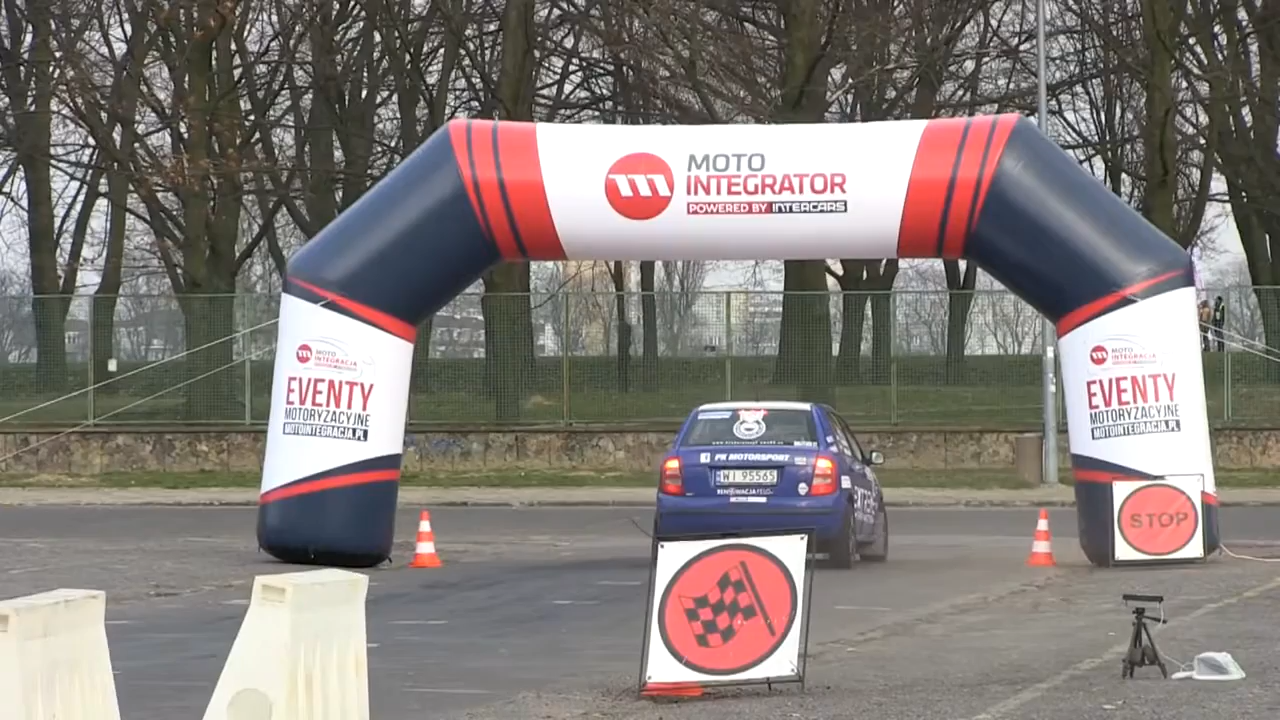 MOTO
INTEGRATOR
POWERED BY INTERCARS
MOTO
INTEGRACJA
EVENTY
MOTORYZACYJNE
MOTOINTEGRACJA.PL
MOTO
INTEGRACJA
EVENTY
MOTORYZACYJNE
MOTOINTEGRACJA.PL
PK MOTORSPORT
WI 95565
STOP